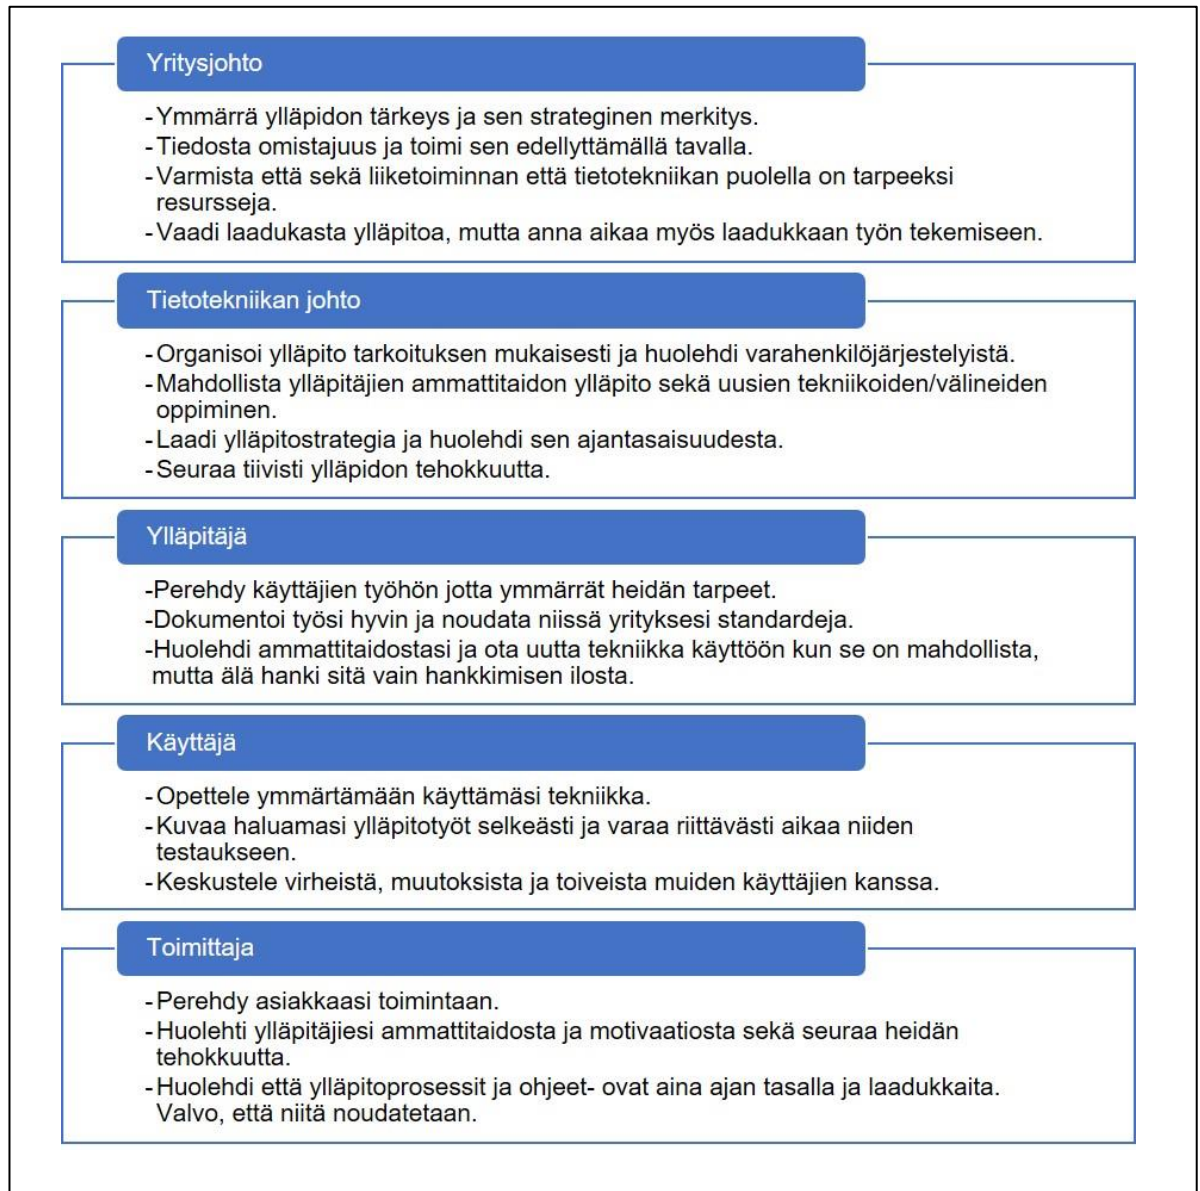 Yritysjohto
-Ymmärrä ylläpidon tärkeys ja sen strateginen merkitys.
-Tiedosta omistajuus ja toimi sen edellyttämällä tavalla.
-Varmista että sekä liiketoiminnan että tietotekniikan puolella on tarpeeksi
resursseja.
-Vaadi laadukasta ylläpitoa, mutta anna aikaa myös laadukkaan työn tekemiseen.
Tietotekniikan johto
-Organisoi ylläpito tarkoituksen mukaisesti ja huolehdi varahenkilöjärjestelyistä.
-Mahdollista ylläpitäjien ammattitaidon ylläpito sekä uusien tekniikoiden/välineiden
oppiminen.
-Laadi ylläpitostrategia ja huolehdi sen ajantasaisuudesta.
-Seuraa tiivisti ylläpidon tehokkuutta.
Ylläpitäjä
-Perehdy käyttäjien työhön jotta ymmärrät heidän tarpeet.
-Dokumentoi työsi hyvin ja noudata niissä yrityksesi standardeja.
-Huolehdi ammattitaidostasi ja ota uutta tekniikka käyttöön kun se on mahdollista,
mutta älä hanki sitä vain hankkimisen ilosta.
Käyttäjä
-Opettele ymmärtämään käyttämäsi tekniikka.
-Kuvaa haluamasi ylläpitotyöt selkeästi ja varaa riittävästi aikaa niiden
testaukseen.
-Keskustele virheistä, muutoksista ja toiveista muiden käyttäjien kanssa.
Toimittaja
-Perehdy asiakkaasi toimintaan.
-Huolehti ylläpitäjiesi ammattitaidosta ja motivaatiosta sekä seuraa heidän
tehokkuutta.
-Huolehdi että ylläpitoprosessit ja ohjeet- ovat aina ajan tasalla ja laadukkaita.
Valvo, että niitä noudatetaan.